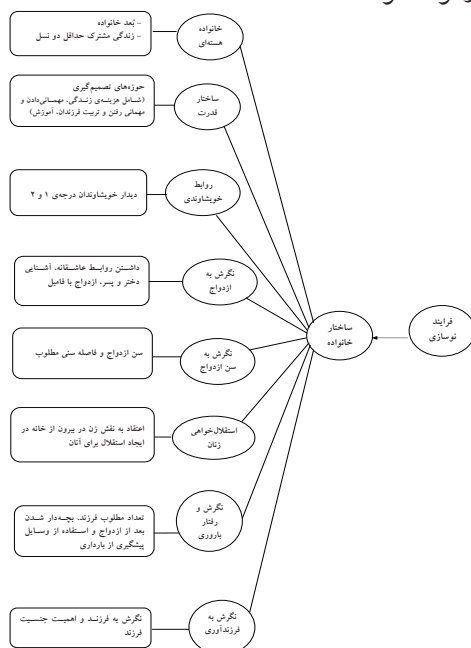 فرایند
نوسازی
ساختار
خانواده
خانواده
هسته‌ای
- بُعد خانواده
- زندگی مشترک حداقل دو نسل
ساختار
قدرت
حوزه‌های تصمیم‌گیری
(شامل هزینه‌ی زندگی، مهمانی‌دادن و
مهمانی رفتن و تربیت فرزندان، آموزش)
روابط
خویشاوندی
دیدار خویشاوندان درجه‌ی ۱ و ۲
نگرش به
ازدواج
داشتن روابط عاشقانه، آشنایی
دختر و پسر، ازدواج با فامیل
نگرش به
سن ازدواج
سن ازدواج و فاصله سنی مطلوب
استقلال‌خواهی
زنان
اعتقاد به نقش زن در بیرون از خانه در
ایجاد استقلال برای آنان
نگرش و
رفتار
باروری
تعداد مطلوب فرزند، بچه‌دار شدن
بعد از ازدواج و استفاده از وسایل
پیشگیری از بارداری
نگرش به
فرزندآوری
نگرش به فرزند و اهمیت جنسیت
فرزند